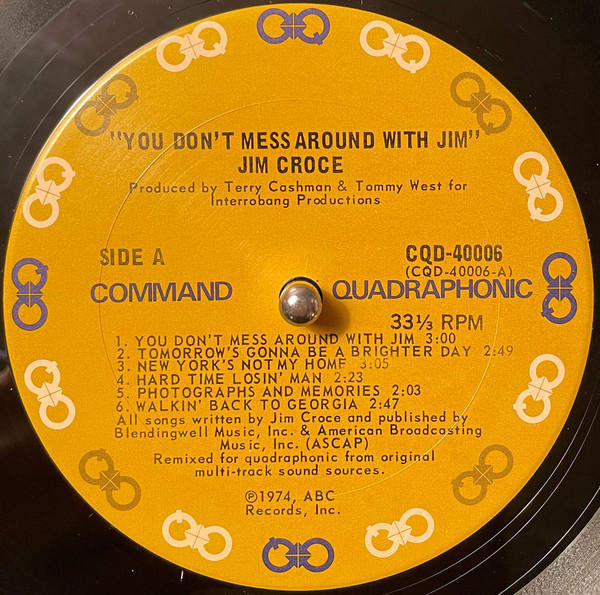 "YOU DON'T MESS AROUND WITH JIM"
JIM CROCE
Produced by Terry Cashman & Tommy West for
Interrobang Productions
SIDE A
CQD-40006
(CQD-40006-A)
COMMAND QUADRAPHONIC
33⅓ RPM
1. YOU DON'T MESS AROUND WITH JIM 3:00
2. TOMORROW'S GONNA BE A BRIGHTER DAY 2:49
3. NEW YORK'S NOT MY HOME 3:05
4. HARD TIME LOSIN' MAN 2:23
5. PHOTOGRAPHS AND MEMORIES 2:03
6. WALKIN' BACK TO GEORGIA 2:47
All songs written by Jim Croce and published by
Blendingwell Music, Inc. & American Broadcasting
Music, Inc. (ASCAP)
Remixed for quadraphonic from original
multi-track sound sources.
℗1974, ABC
Records, Inc.